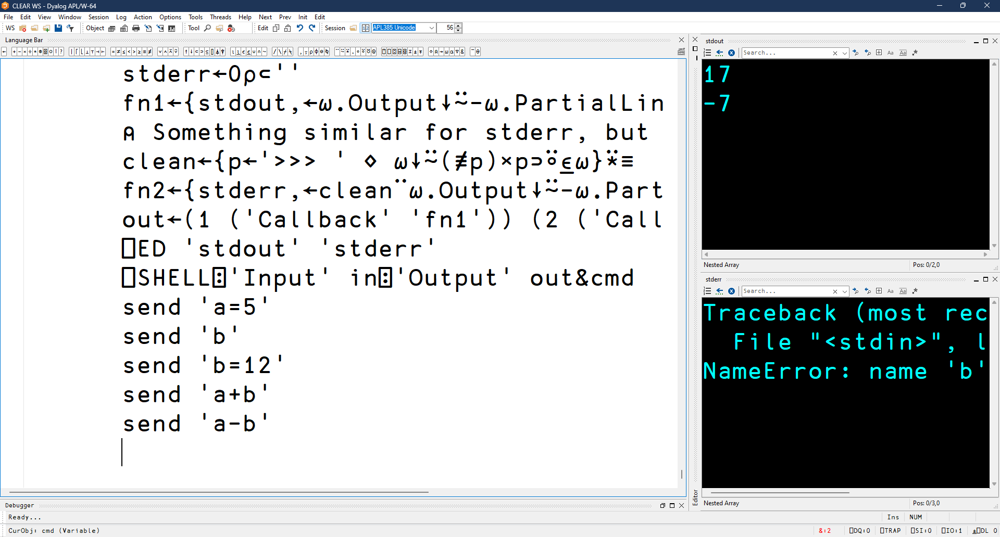 CLEAR WS - Dyalog APL/W-64
File Edit View Window Session Log Action Options Tools Threads Help Next Prev Init Edit
WS Object Tool Edit Session APL385 Unicode 56
Language Bar
stderr←0⍴⊂''
fn1←{stdout,←⍵.Output↓⍨¨-⍵.PartialLin
⍝ Something similar for stderr, but
clean←{p←'>>> ' ⋄ ⍵↓⍨(≢p)×p⊃⍤⍷⍵}⍣≡
fn2←{stderr,←clean¨⍵.Output↓⍨-⍵.Part
out←(1 ('Callback' 'fn1')) (2 ('Call
⎕ED 'stdout' 'stderr'
⎕SHELL⍠'Input' in⍠'Output' out&cmd
send 'a=5'
send 'b'
send 'b=12'
send 'a+b'
send 'a-b'
stdout
Search...
17
-7
Nested Array Pos: 0/2,0
stderr
Search...
Traceback (most rec
  File "<stdin>", l
NameError: name 'b'
Editor
Nested Array Pos: 0/3,0
Debugger
Ready...
Ins NUM
CurObj: cmd (Variable)
&:2 ⎕DQ:0 ⎕TRAP ⎕SI:0 ⎕IO:1 ⎕DL 0